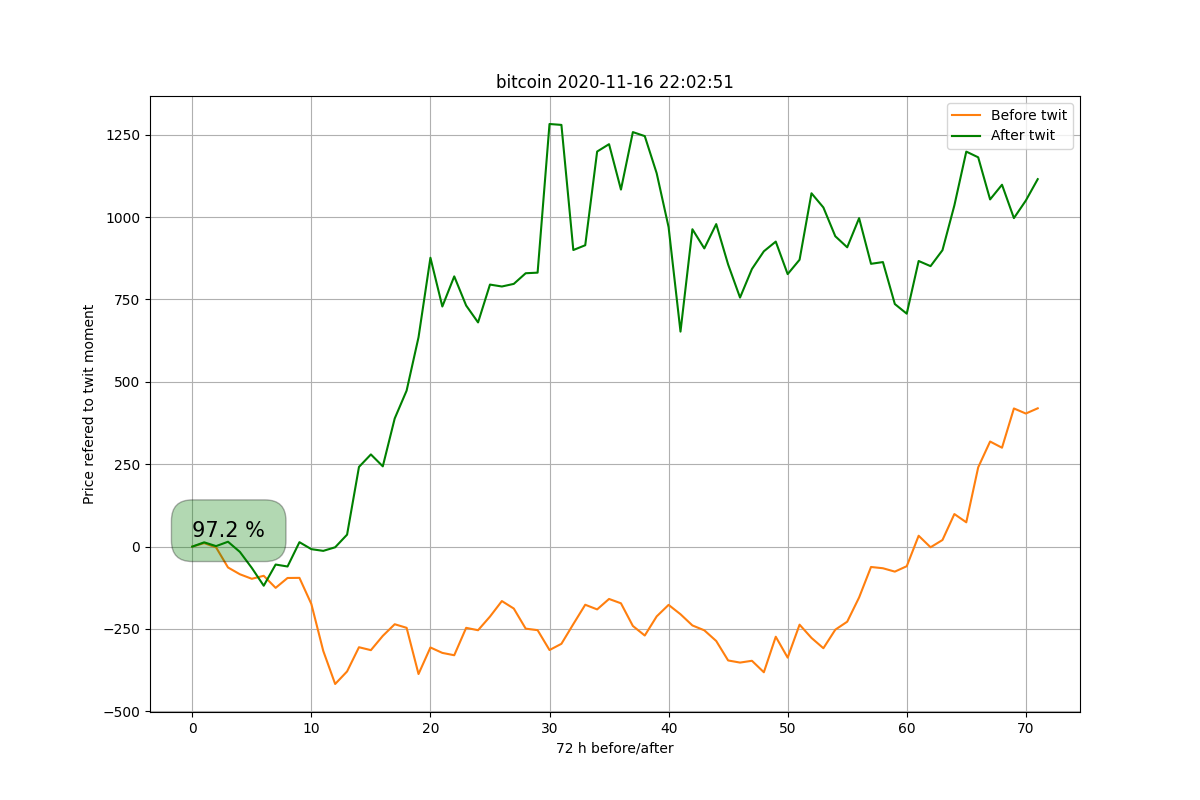 bitcoin 2020-11-16 22:02:51
Before twit
After twit
Price refered to twit moment
1250
1000
750
500
250
0
−250
−500
97.2 %
0 10 20 30 40 50 60 70
72 h before/after